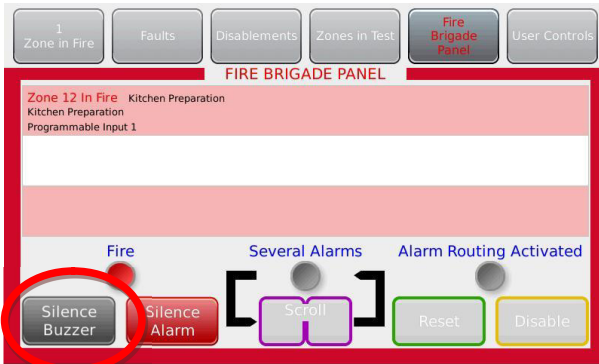 1
Zone in Fire
Faults
Disablements
Zones in Test
Fire
Brigade
Panel
User Controls
FIRE BRIGADE PANEL
Zone 12 In Fire Kitchen Preparation
Kitchen Preparation
Programmable Input 1
Fire
Several Alarms
Alarm Routing Activated
Silence
Buzzer
Silence
Alarm
Scroll
Reset
Disable